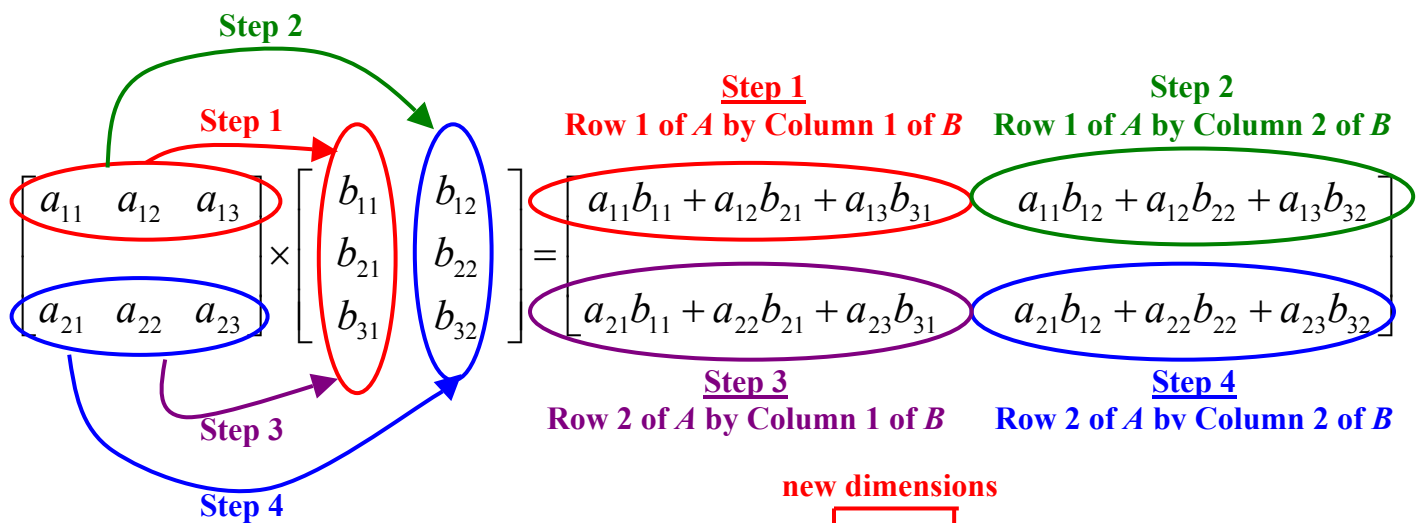 Step 2
Step 1
Step 1
Row 1 of A by Column 1 of B
Step 2
Row 1 of A by Column 2 of B
[a₁₁ a₁₂ a₁₃
a₂₁ a₂₂ a₂₃] × [b₁₁ b₁₂
b₂₁ b₂₂
b₃₁ b₃₂] = [a₁₁b₁₁ + a₁₂b₂₁ + a₁₃b₃₁ a₁₁b₁₂ + a₁₂b₂₂ + a₁₃b₃₂
a₂₁b₁₁ + a₂₂b₂₁ + a₂₃b₃₁ a₂₁b₁₂ + a₂₂b₂₂ + a₂₃b₃₂]
Step 3
Step 4
Step 3
Row 2 of A by Column 1 of B
Step 4
Row 2 of A by Column 2 of B
new dimensions